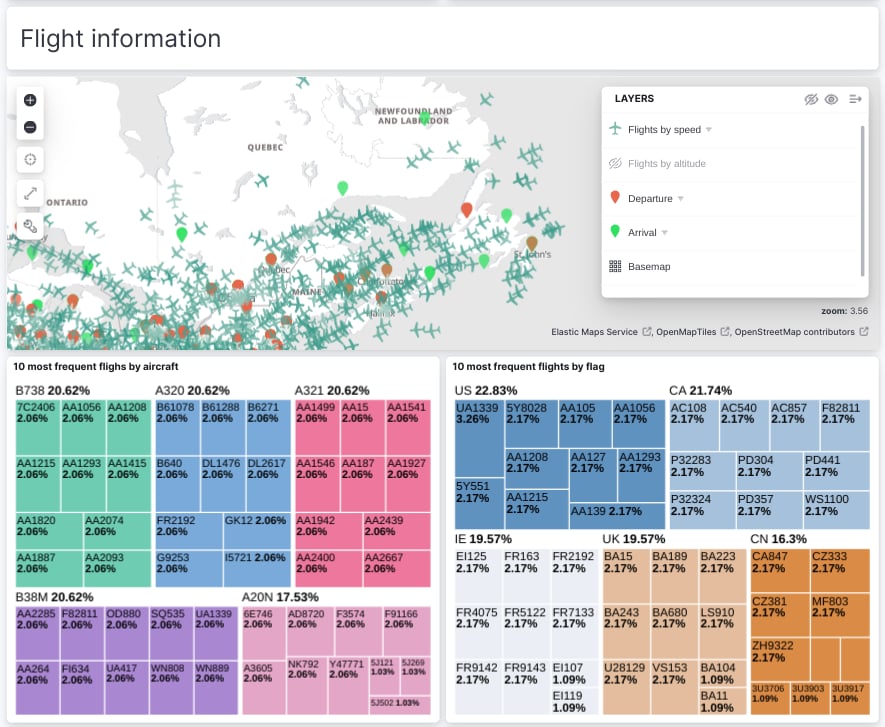 Flight information
NEWFOUNDLAND
AND LABRADOR
QUEBEC
ONTARIO
St. John's
Quebec
MAINE
Halifax
LAYERS
Flights by speed
Flights by altitude
Departure
Arrival
Basemap
zoom: 3.56
Elastic Maps Service, OpenMapTiles, OpenStreetMap contributors
10 most frequent flighs by aircraft
B738 20.62% A320 20.62% A321 20.62%
7C2406 AA1056 AA1208 B61078 B61288 B6271 AA1499 AA15 AA1541
2.06% 2.06% 2.06% 2.06% 2.06% 2.06% 2.06% 2.06% 2.06%
AA1215 AA1293 AA1415 B640 DL1476 DL2617 AA1546 AA187 AA1927
2.06% 2.06% 2.06% 2.06% 2.06% 2.06% 2.06% 2.06% 2.06%
AA1820 AA2074 FR2192 GK12 2.06% AA1942 AA2439
2.06% 2.06% 2.06% 2.06% 2.06%
AA1887 AA2093 G9253 I5721 2.06% AA2400 AA2667
2.06% 2.06% 2.06% 2.06% 2.06%
B38M 20.62% A20N 17.53%
AA2285 F82811 OD880 SQ535 UA1339 6E746 AD8720 F3574 F91166
2.06% 2.06% 2.06% 2.06% 2.06% 2.06% 2.06% 2.06% 2.06%
AA264 FI634 UA417 WN808 WN889 A3605 NK792 Y47771 5J121 5J269
2.06% 2.06% 2.06% 2.06% 2.06% 2.06% 2.06% 2.06% 1.03% 1.03%
5J502 1.03%
10 most frequent flights by flag
US 22.83% CA 21.74%
UA1339 5Y8028 AA105 AA1056 AC108 AC540 AC857 F82811
3.26% 2.17% 2.17% 2.17% 2.17% 2.17% 2.17% 2.17%
AA1208 AA127 AA1293 P32283 PD304 PD441
2.17% 2.17% 2.17% 2.17% 2.17% 2.17%
5Y551 AA1215 P32324 PD357 WS1100
2.17% 2.17% 2.17% 2.17% 2.17%
AA139 2.17%
IE 19.57% UK 19.57% CN 16.3%
EI125 FR163 FR2192 BA15 BA189 BA223 CA847 CZ333
2.17% 2.17% 2.17% 2.17% 2.17% 2.17% 2.17% 2.17%
CZ381 MF803
2.17% 2.17%
FR4075 FR5122 FR7133 BA243 BA680 LS910
2.17% 2.17% 2.17% 2.17% 2.17% 2.17%
ZH9322
2.17%
FR9142 FR9143 EI107 U28129 VS153 BA104
2.17% 2.17% 1.09% 2.17% 2.17% 1.09%
3U3706 3U3903 3U3917
1.09% 1.09% 1.09%
EI119 BA11
1.09% 1.09%